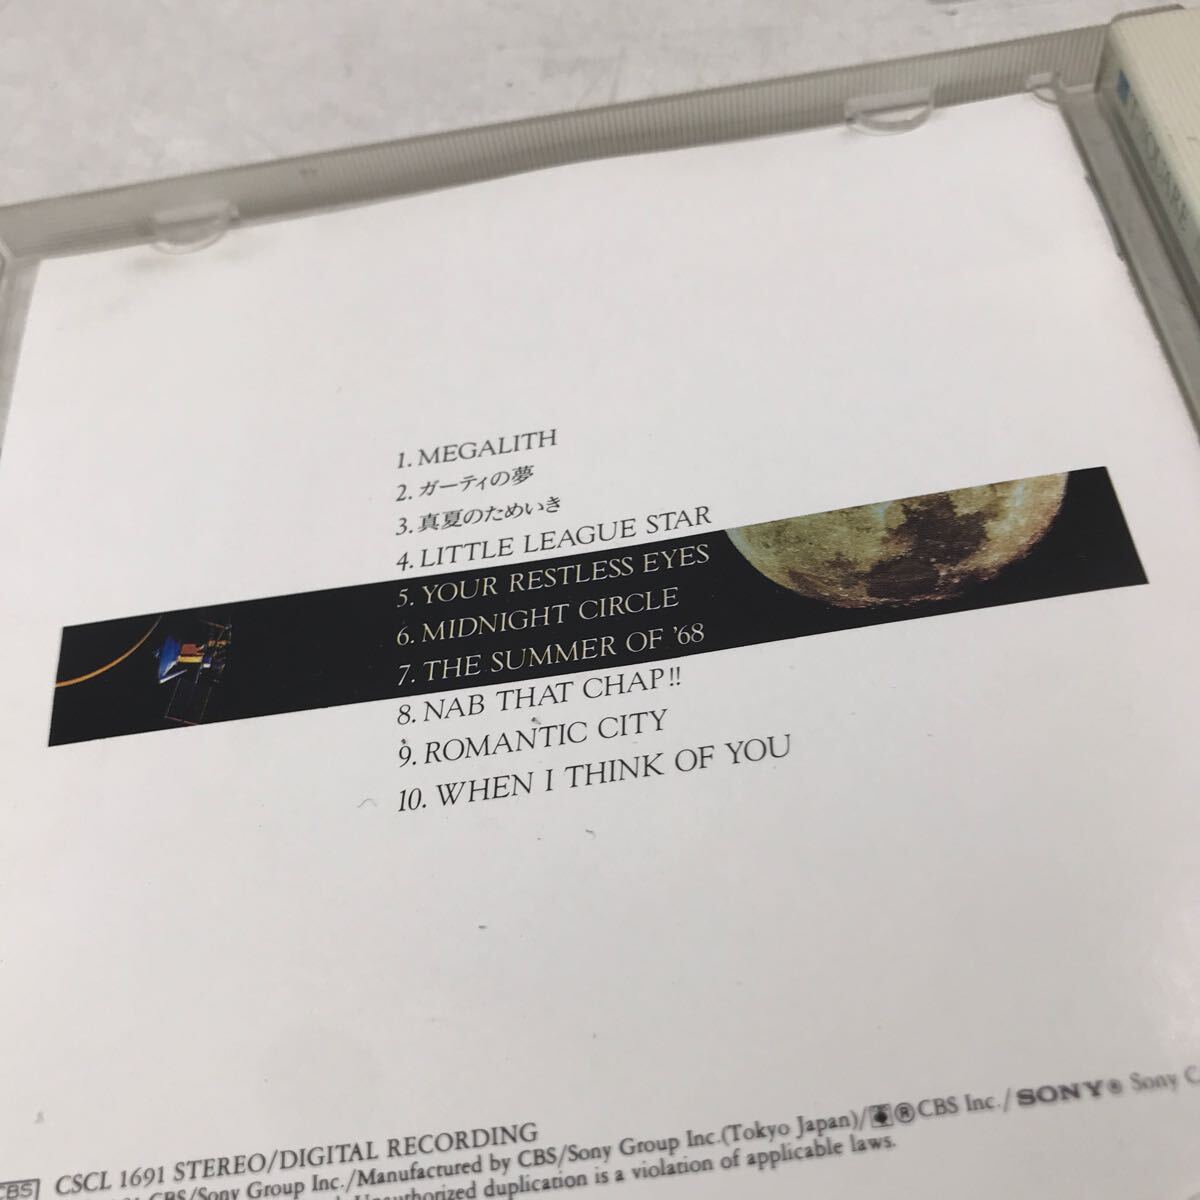 1. MEGALITH
2. ガーティの夢
3. 真夏のためいき
4. LITTLE LEAGUE STAR
5. YOUR RESTLESS EYES
6. MIDNIGHT CIRCLE
7. THE SUMMER OF '68
8. NAB THAT CHAP!!
9. ROMANTIC CITY
10. WHEN I THINK OF YOU
CBS CSCL 1691 STEREO/DIGITAL RECORDING
CBS/Sony Group Inc./Manufactured by CBS/Sony Group Inc.(Tokyo Japan)/ ® CBS Inc./SONY® Sony
Unauthorized duplication is a violation of applicable laws.